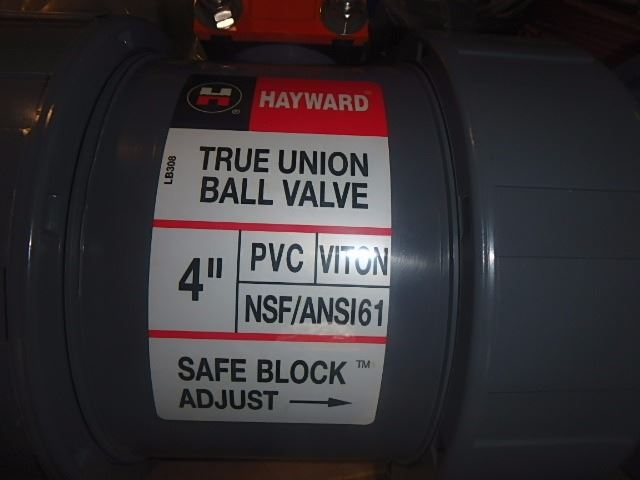 H ® HAYWARD®
LB308
TRUE UNION
BALL VALVE
4" PVC VITON
NSF/ANSI61
SAFE BLOCK™
ADJUST →